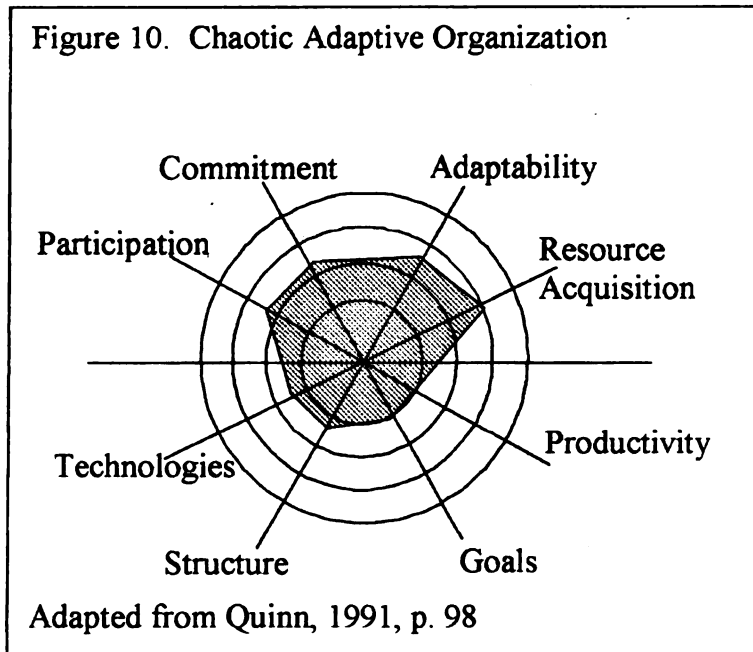 Figure 10. Chaotic Adaptive Organization
Commitment
Adaptability
Participation
Resource
Acquisition
Technologies
Productivity
Structure
Goals
Adapted from Quinn, 1991, p. 98